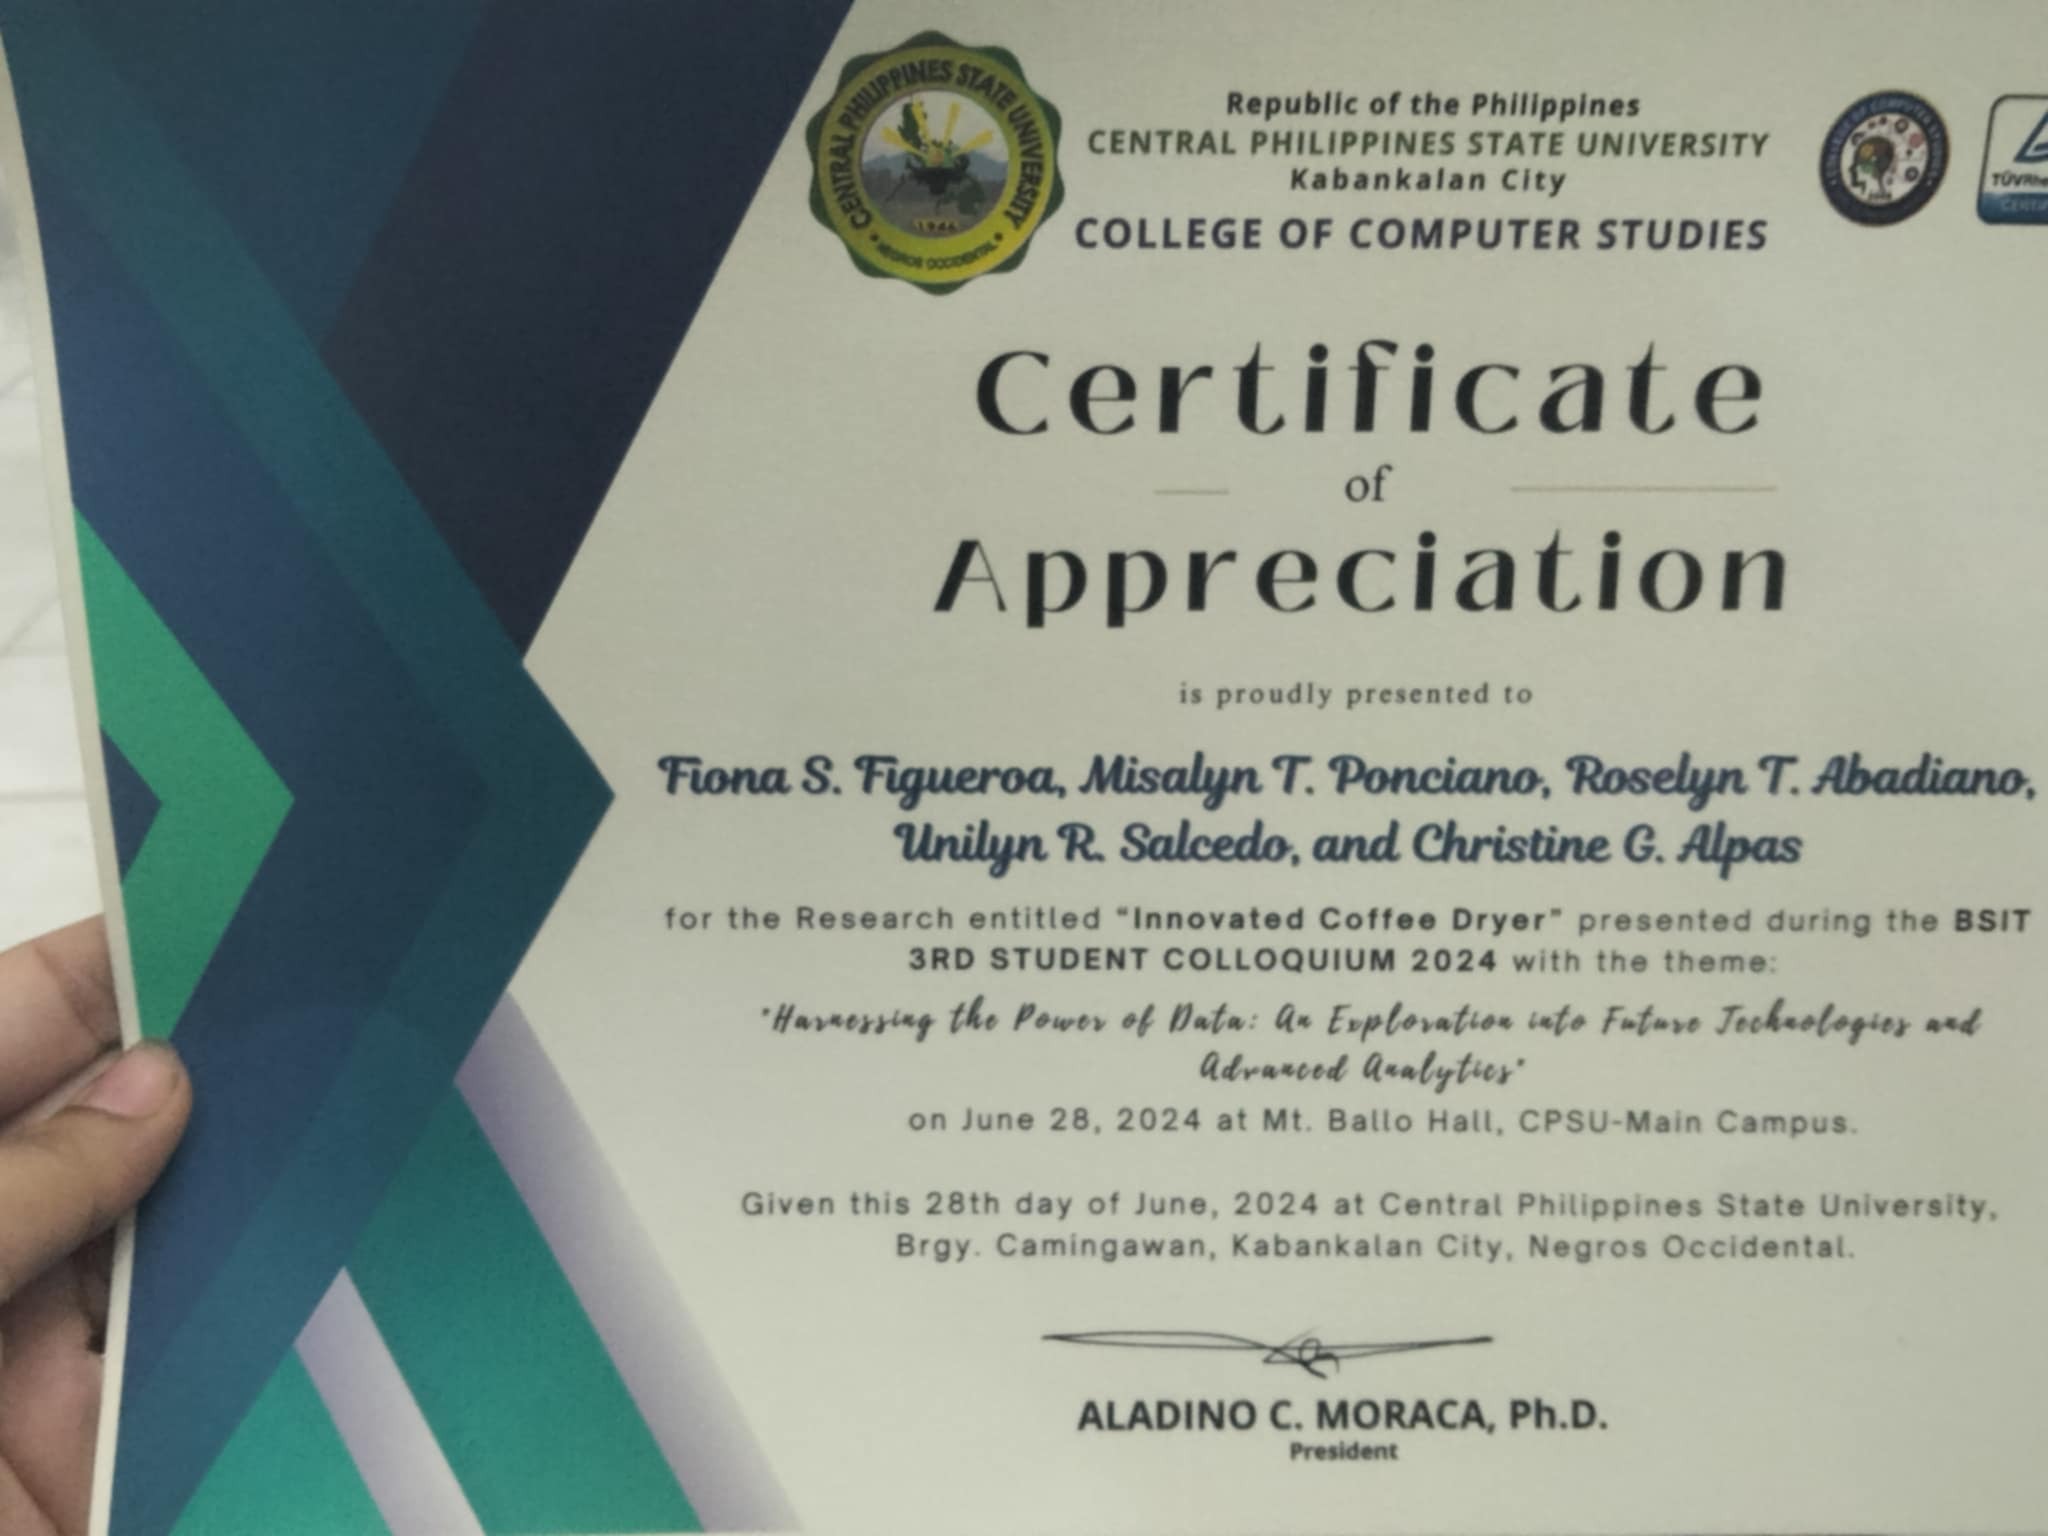 CENTRAL PHILIPPINES STATE UNIVERSITY
1946
NEGROS OCCIDENTAL
Republic of the Philippines
CENTRAL PHILIPPINES STATE UNIVERSITY
Kabankalan City
COLLEGE OF COMPUTER STUDIES
Certificate
of
Appreciation
is proudly presented to
Fiona S. Figueroa, Misalyn T. Ponciano, Roselyn T. Abadiano,
Unilyn R. Salcedo, and Christine G. Alpas
for the Research entitled “Innovated Coffee Dryer” presented during the BSIT
3RD STUDENT COLLOQUIUM 2024 with the theme:
"Harnessing the Power of Data: An Exploration into Future Technologies and
Advanced Analytics"
on June 28, 2024 at Mt. Ballo Hall, CPSU-Main Campus.
Given this 28th day of June, 2024 at Central Philippines State University,
Brgy. Camingawan, Kabankalan City, Negros Occidental.
ALADINO C. MORACA, Ph.D.
President